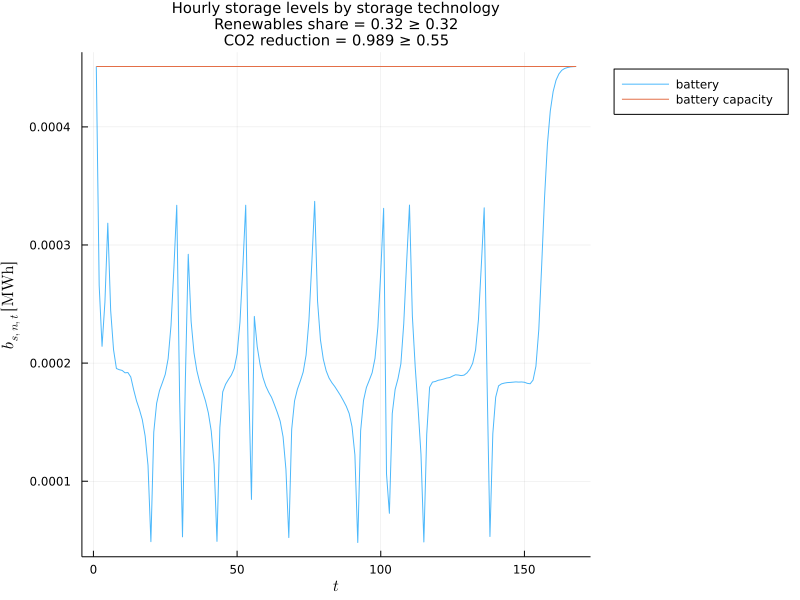 Hourly storage levels by storage technology
Renewables share = 0.32 ≥ 0.32
CO2 reduction = 0.989 ≥ 0.55
battery
battery capacity
0.0004
0.0003
0.0002
0.0001
b_{s, n, t} [MWh]
0 50 100 150
t